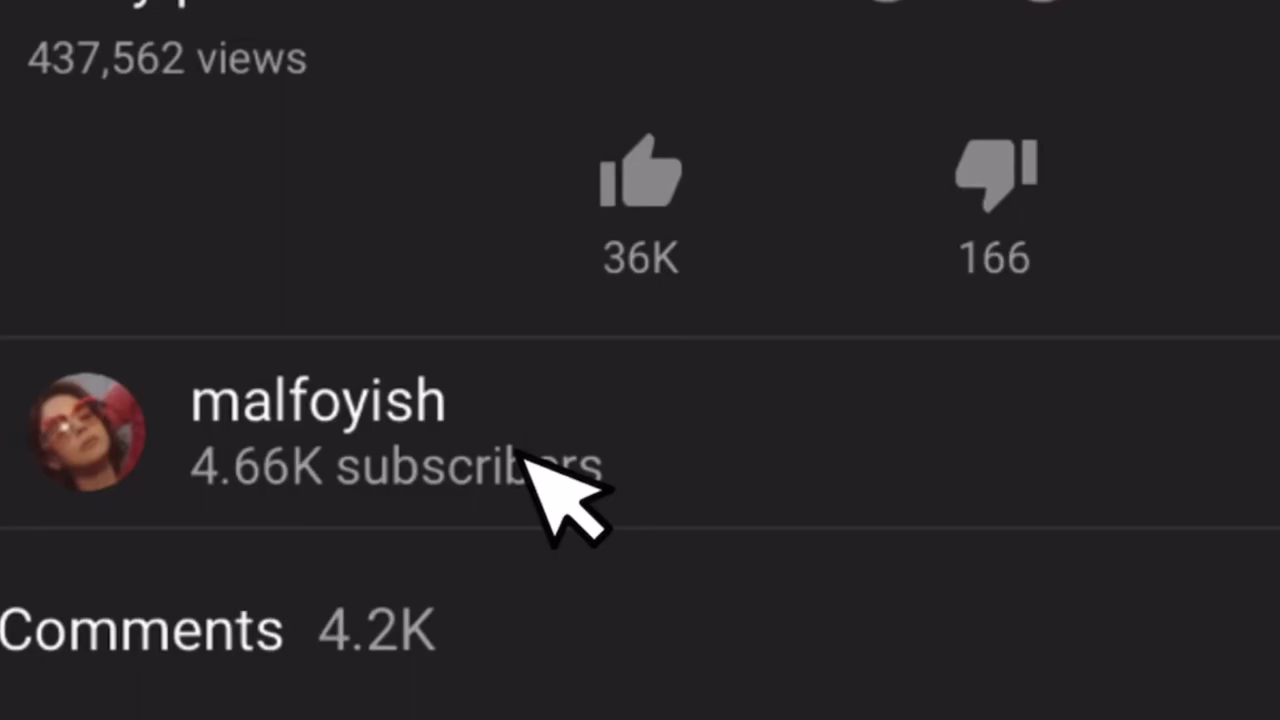 437,562 views
36K 166
malfoyish
4.66K subscribers
Comments 4.2K